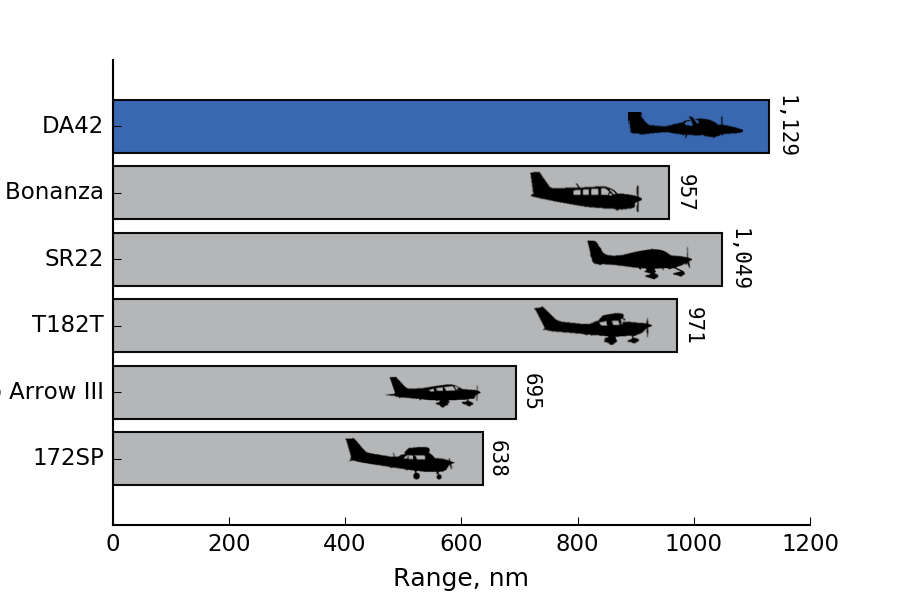 DA42 1,129
Bonanza 957
SR22 1,049
T182T 971
Arrow III 695
172SP 638
0 200 400 600 800 1000 1200
Range, nm